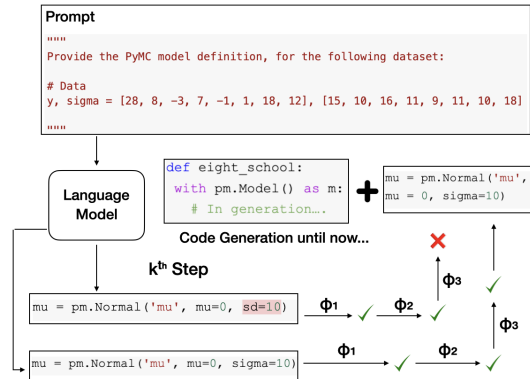 Prompt
"""
Provide the PyMC model definition, for the following dataset:
# Data
y, sigma = [28, 8, -3, 7, -1, 1, 18, 12], [15, 10, 16, 11, 9, 11, 10, 18]
"""
Language
Model
def eight_school:
with pm.Model() as m:
# In generation….
+
mu = pm.Normal('mu',
mu = 0, sigma=10)
Code Generation until now...
kth Step
mu = pm.Normal('mu', mu=0, sd=10)
Φ1
Φ2
Φ3
mu = pm.Normal('mu', mu=0, sigma=10)
Φ1
Φ2
Φ3